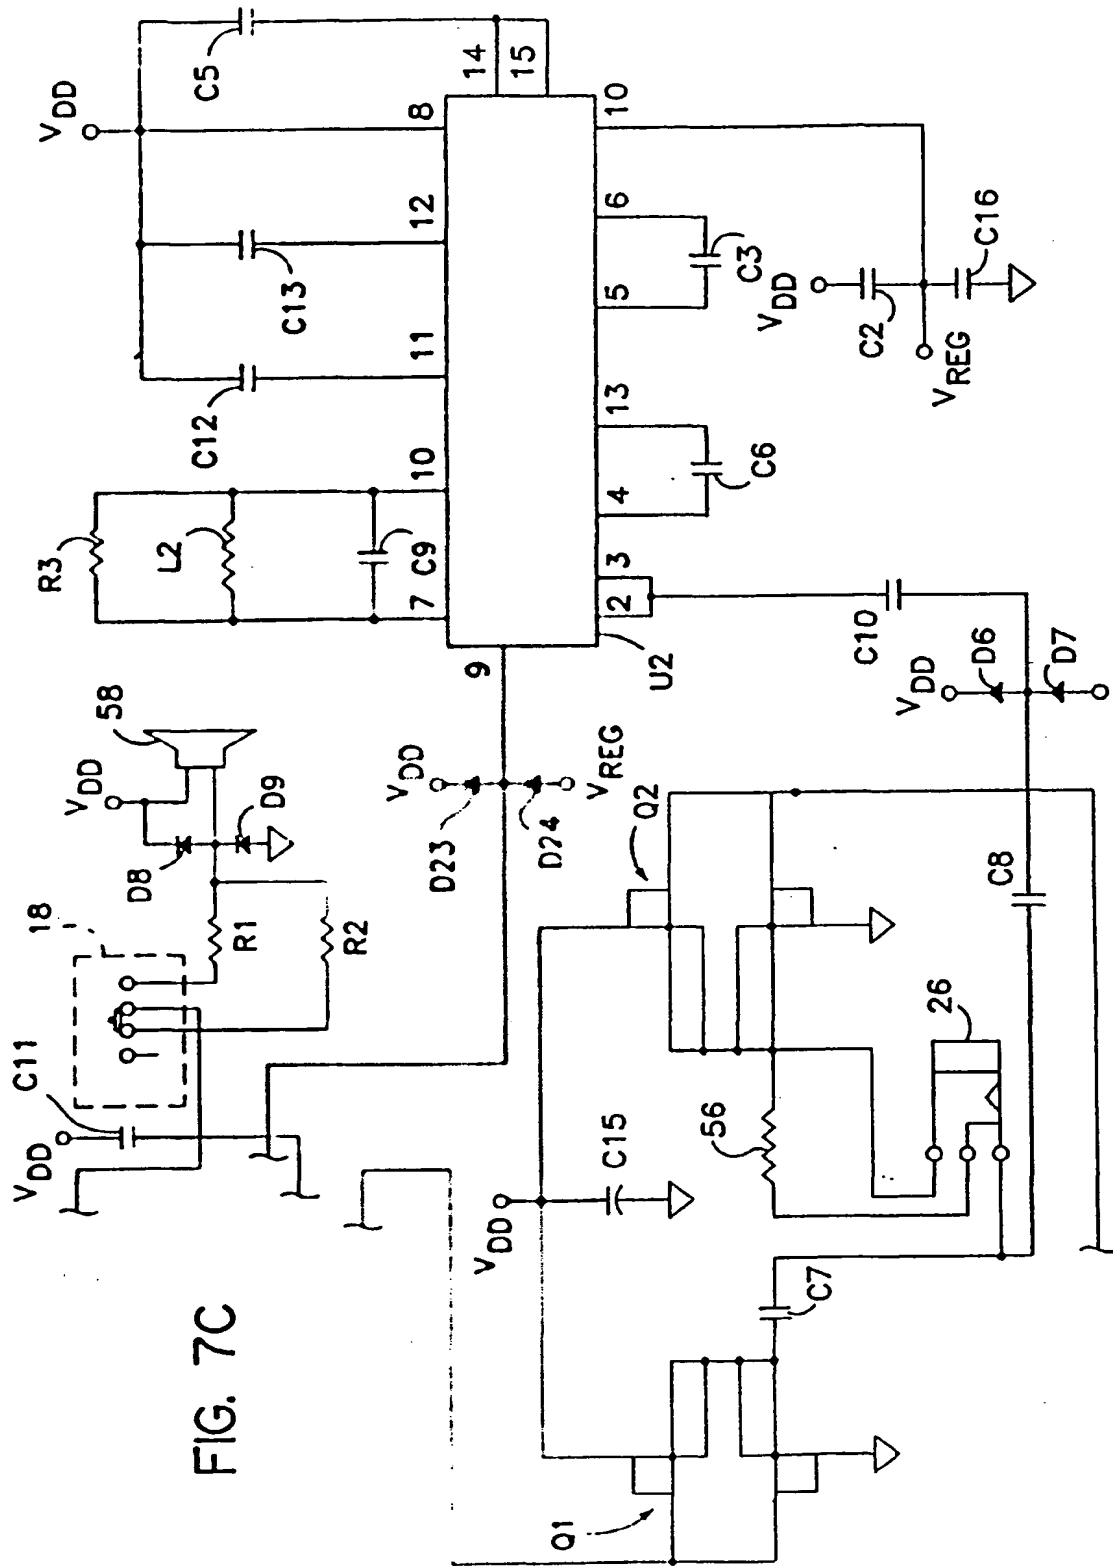 FIG. 7C
VDD
C11
18
R1
R2
D8
D9
VDD
58
R3
L2
C9
C12
C13
C5
VDD
7
10
11
12
8
14
15
9
U2
2
3
4
13
5
6
10
C6
C3
VDD
C2
C16
VREG
VDD
D23
D24
VREG
C10
VDD
D6
D7
Q1
Q2
VDD
C15
56
26
C7
C8